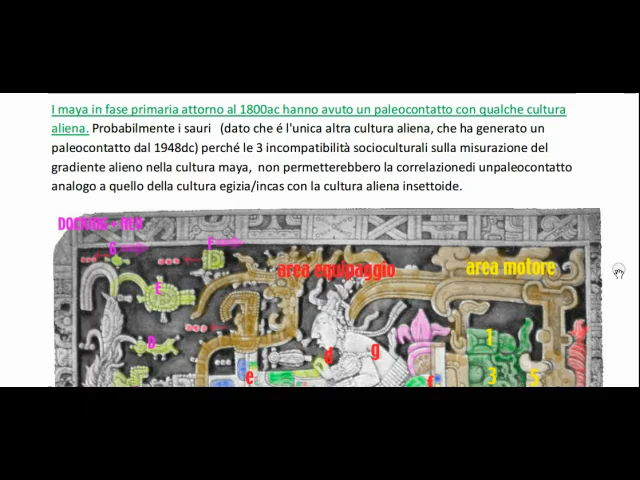 I maya in fase primaria attorno al 1800ac hanno avuto un paleocontatto con qualche cultura
aliena. Probabilmente i sauri (dato che é l'unica altra cultura aliena, che ha generato un
paleocontatto dal 1948dc) perché le 3 incompatibilità socioculturali sulla misurazione del
gradiente alieno nella cultura maya, non permetterebbero la correlazionedi unpaleocontatto
analogo a quello della cultura egizia/incas con la cultura aliena insettoide.
G F
area equipaggio area motore
E
D d g 1
e f 3 5